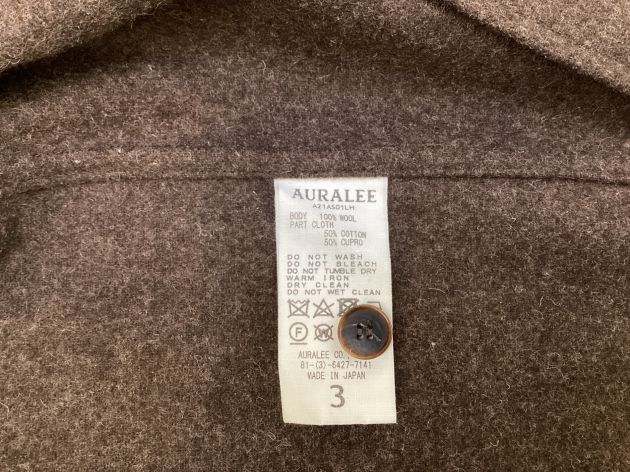 AURALEE
A21AS01LH
BODY 100% WOOL
PART CLOTH
50% COTTON
50% CUPRO
DO NOT WASH
DO NOT BLEACH
DO NOT TUMBLE DRY
WARM IRON
DRY CLEAN
DO NOT WET CLEAN
F W
AURALEE CO.,
81-(3)-6427-7141
MADE IN JAPAN
3